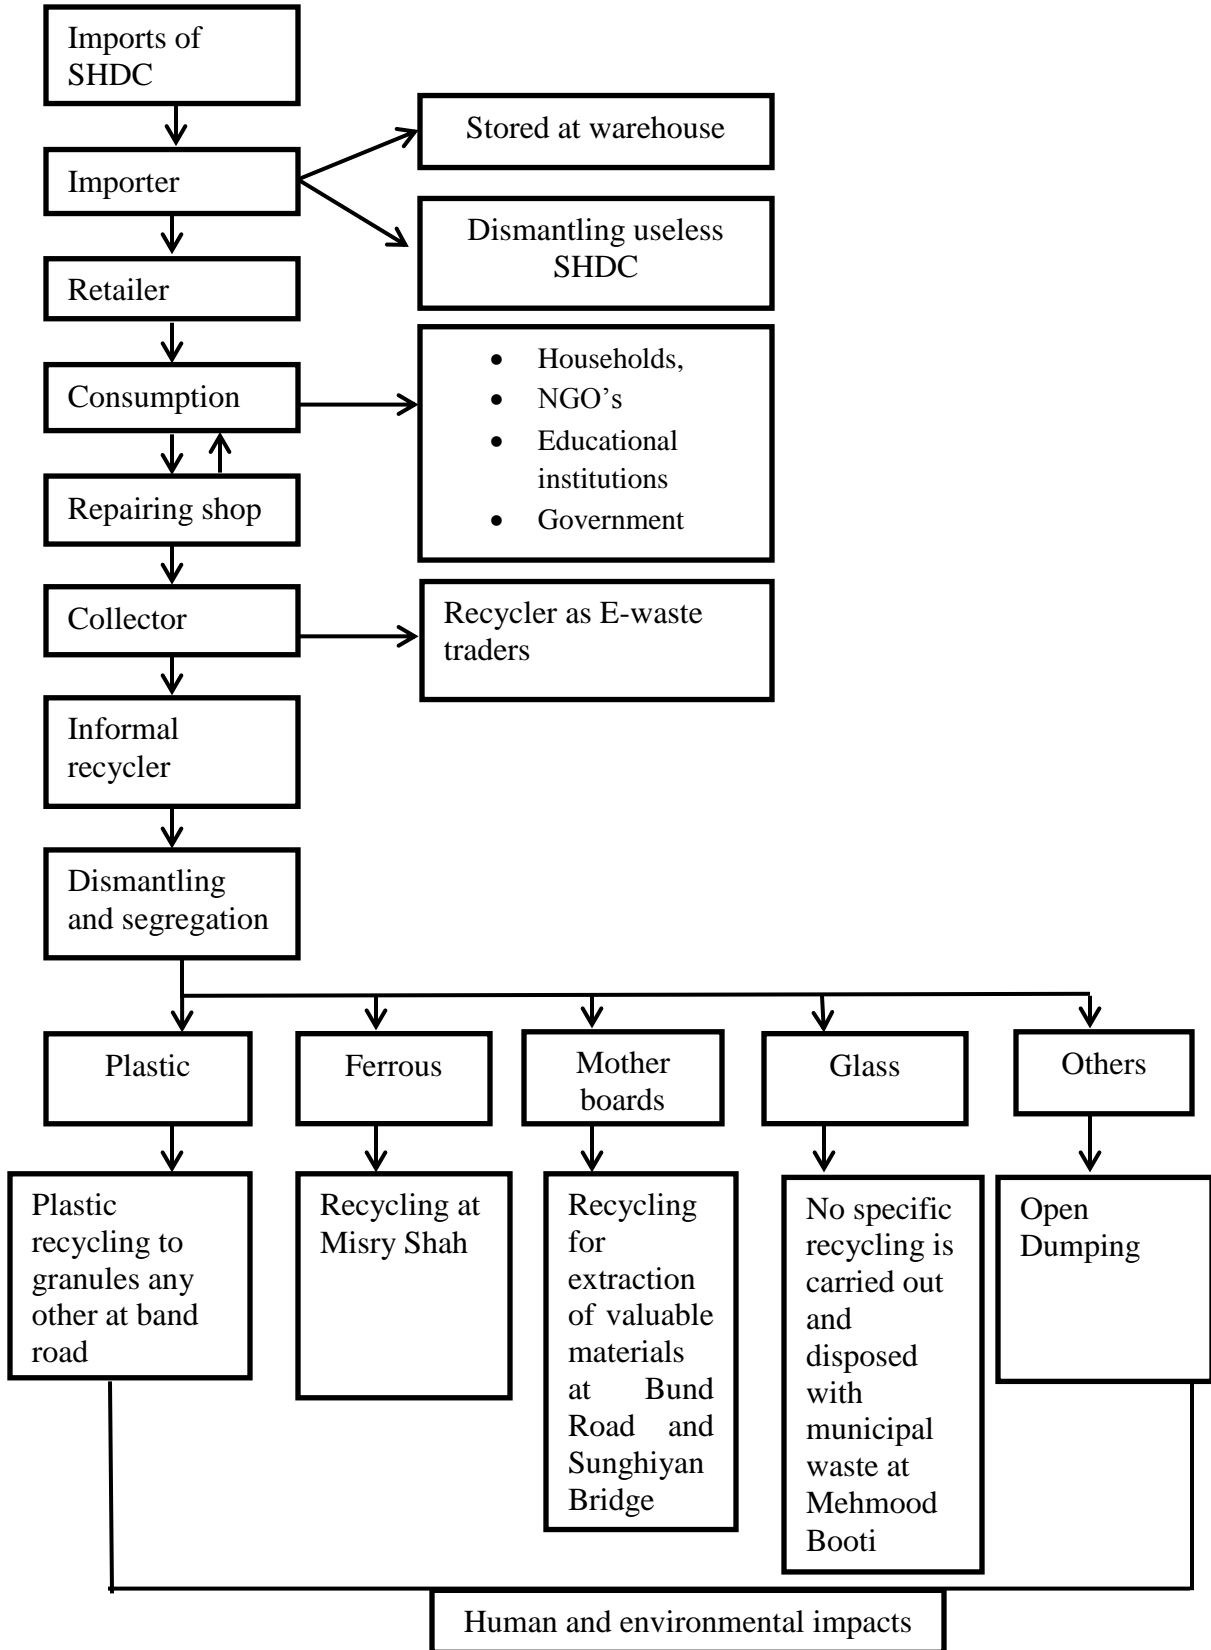 Imports of
SHDC
Stored at warehouse
Importer
Dismantling useless
SHDC
Retailer
Consumption
• Households,
• NGO’s
• Educational
institutions
• Government
Repairing shop
Collector
Recycler as E-waste
traders
Informal
recycler
Dismantling
and segregation
Plastic
Ferrous
Mother
boards
Glass
Others
Plastic
recycling to
granules any
other at band
road
Recycling at
Misry Shah
Recycling
for
extraction
of valuable
materials
at Bund
Road and
Sunghiyan
Bridge
No specific
recycling is
carried out
and
disposed
with
municipal
waste at
Mehmood
Booti
Open
Dumping
Human and environmental impacts